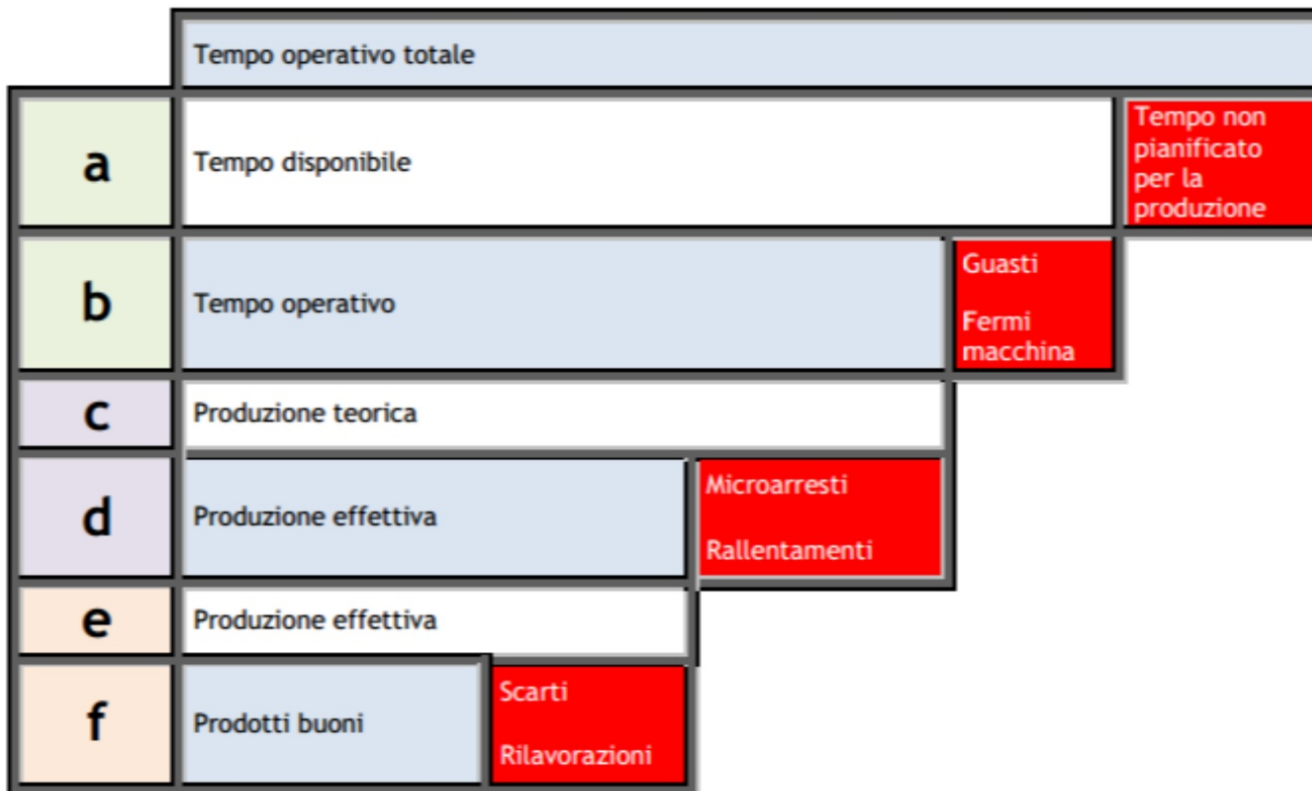 Tempo operativo totale
a
Tempo disponibile
Tempo non
pianificato
per la
produzione
b
Tempo operativo
Guasti
Fermi
macchina
c
Produzione teorica
d
Produzione effettiva
Microarresti
Rallentamenti
e
Produzione effettiva
f
Prodotti buoni
Scarti
Rilavorazioni